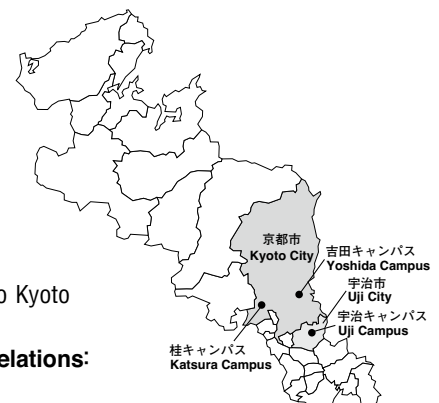 京都市
Kyoto City
吉田キャンパス
Yoshida Campus
宇治市
Uji City
宇治キャンパス
Uji Campus
桂キャンパス
Katsura Campus
o Kyoto
elations: